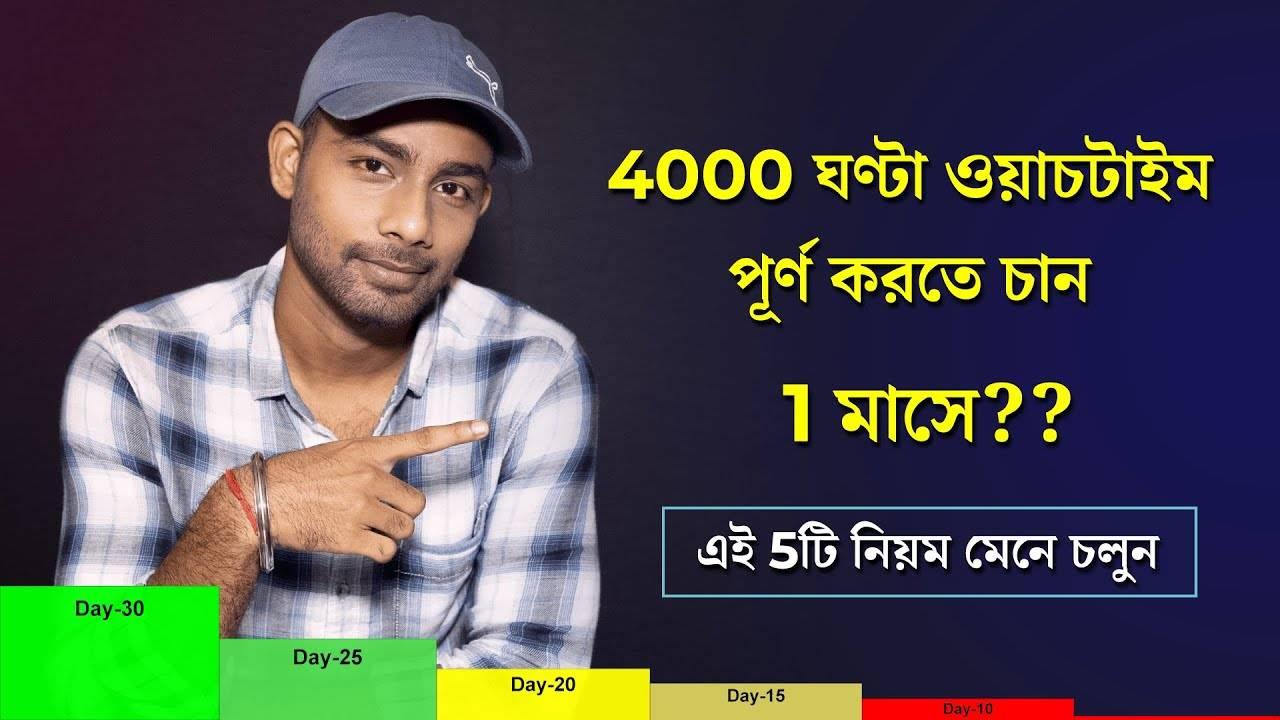 4000 ঘণ্টা ওয়াচটাইম
পূর্ণ করতে চান
1 মাসে??
এই 5টি নিয়ম মেনে চলুন
Day-30
Day-25
Day-20
Day-15
Day-10